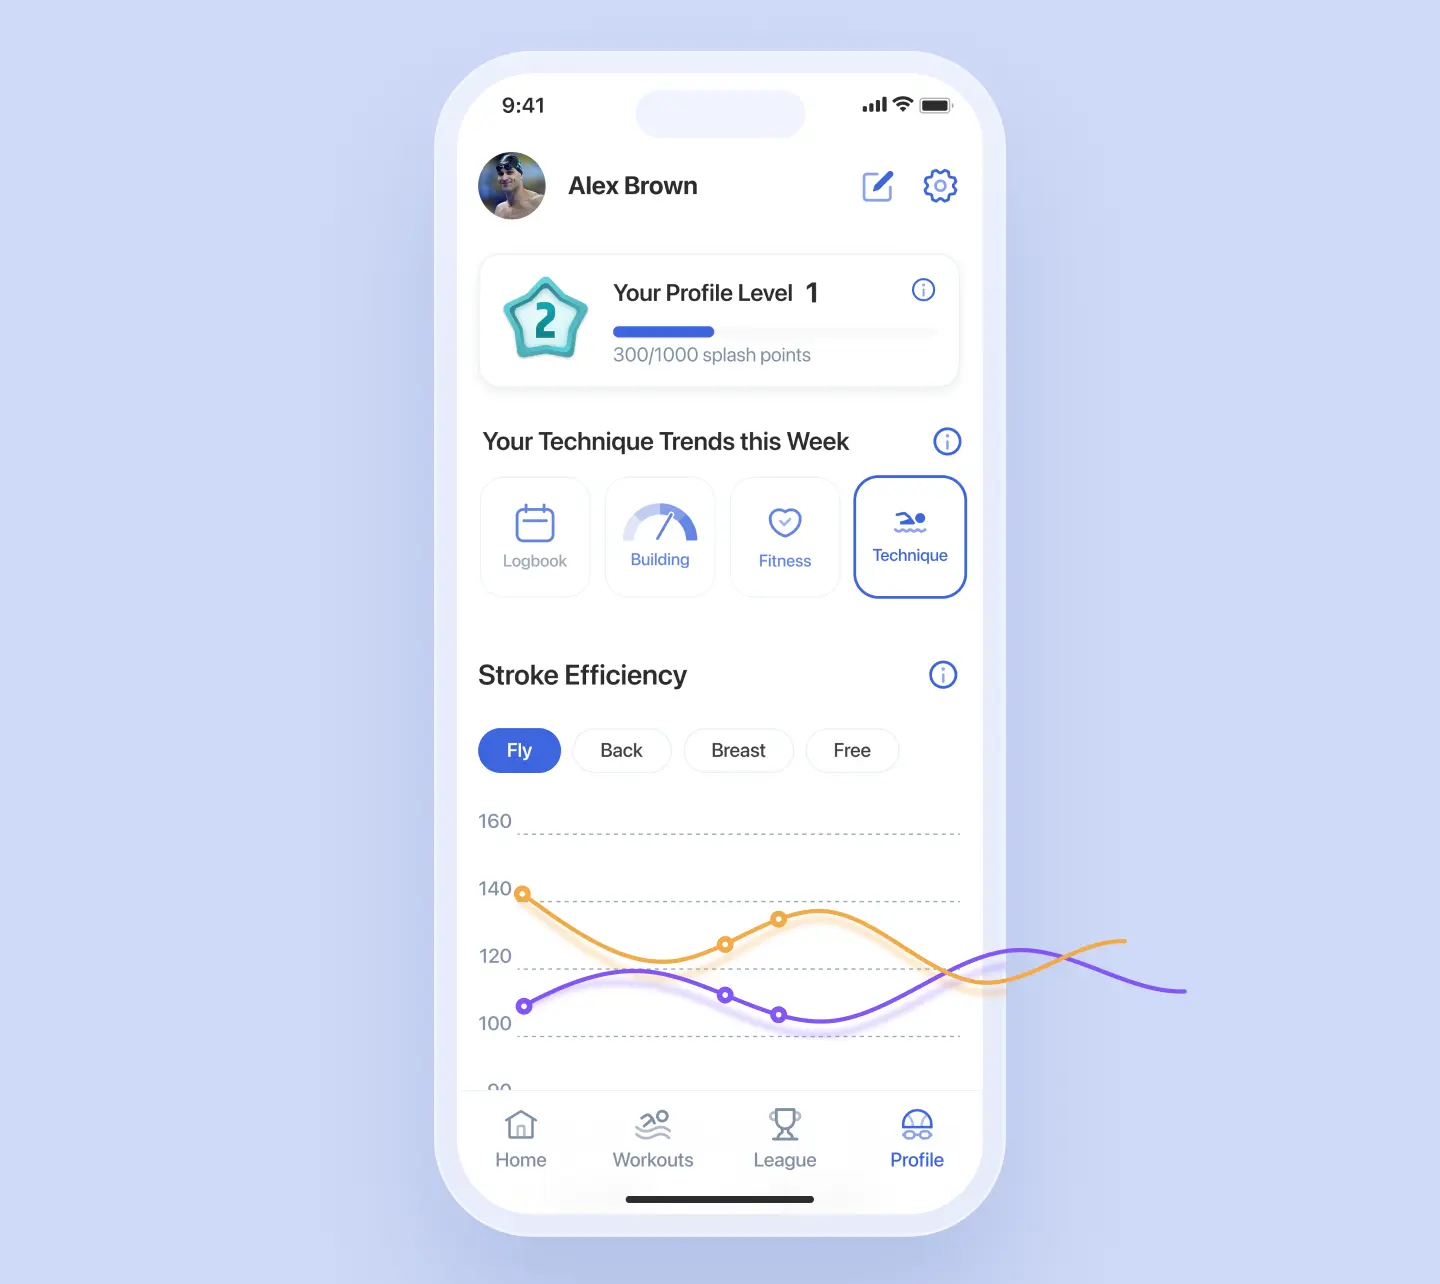 9:41
Alex Brown
2
Your Profile Level 1
300/1000 splash points
Your Technique Trends this Week
Logbook
Building
Fitness
Technique
Stroke Efficiency
Fly
Back
Breast
Free
160
140
120
100
90
Home
Workouts
League
Profile